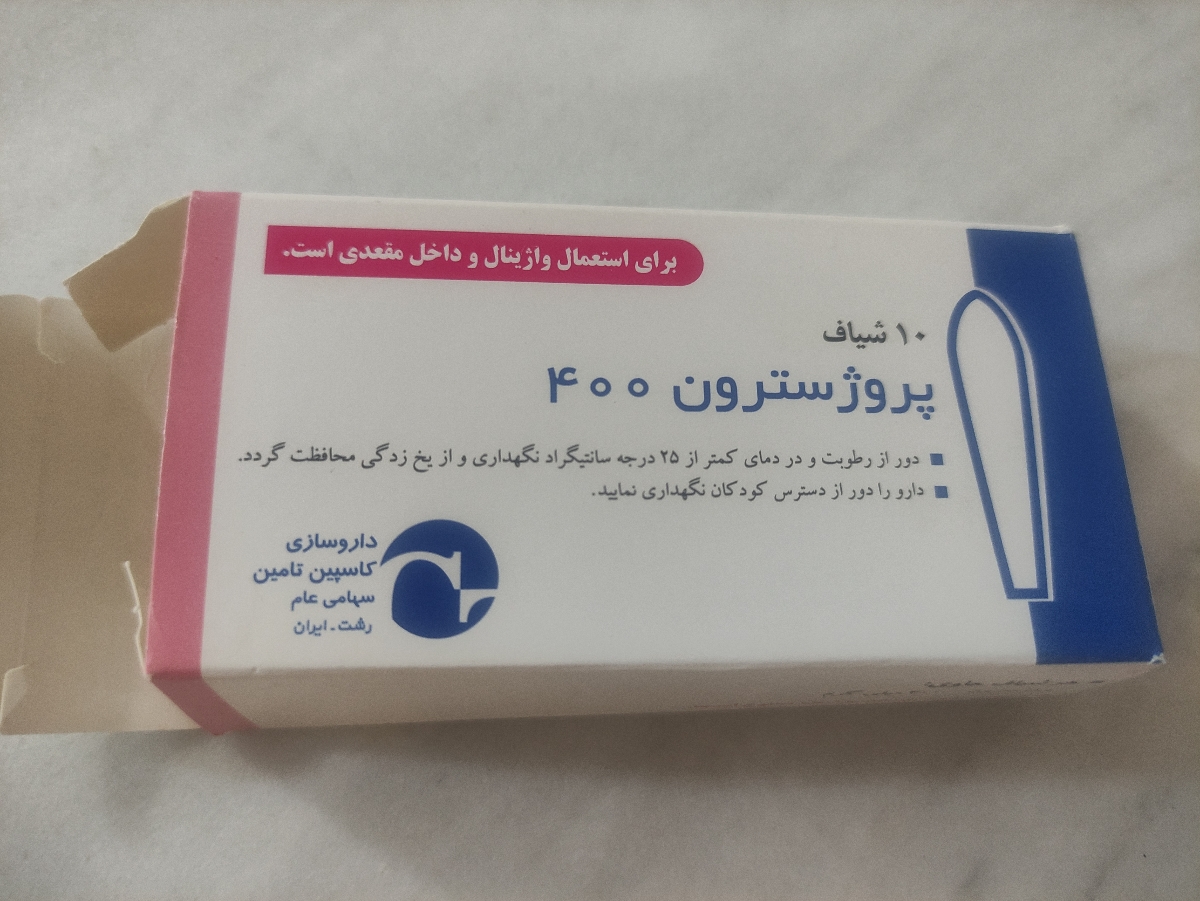 برای استعمال واژینال و داخل مقعدی است.
۱۰ شیاف
پروژسترون ۴۰۰
دور از رطوبت و در دمای کمتر از ۲۵ درجه سانتیگراد نگهداری و از یخ زدگی محافظت گردد.
دارو را دور از دسترس کودکان نگهداری نمایید.
داروسازی
کاسپین تامین
سهامی عام
رشت - ایران